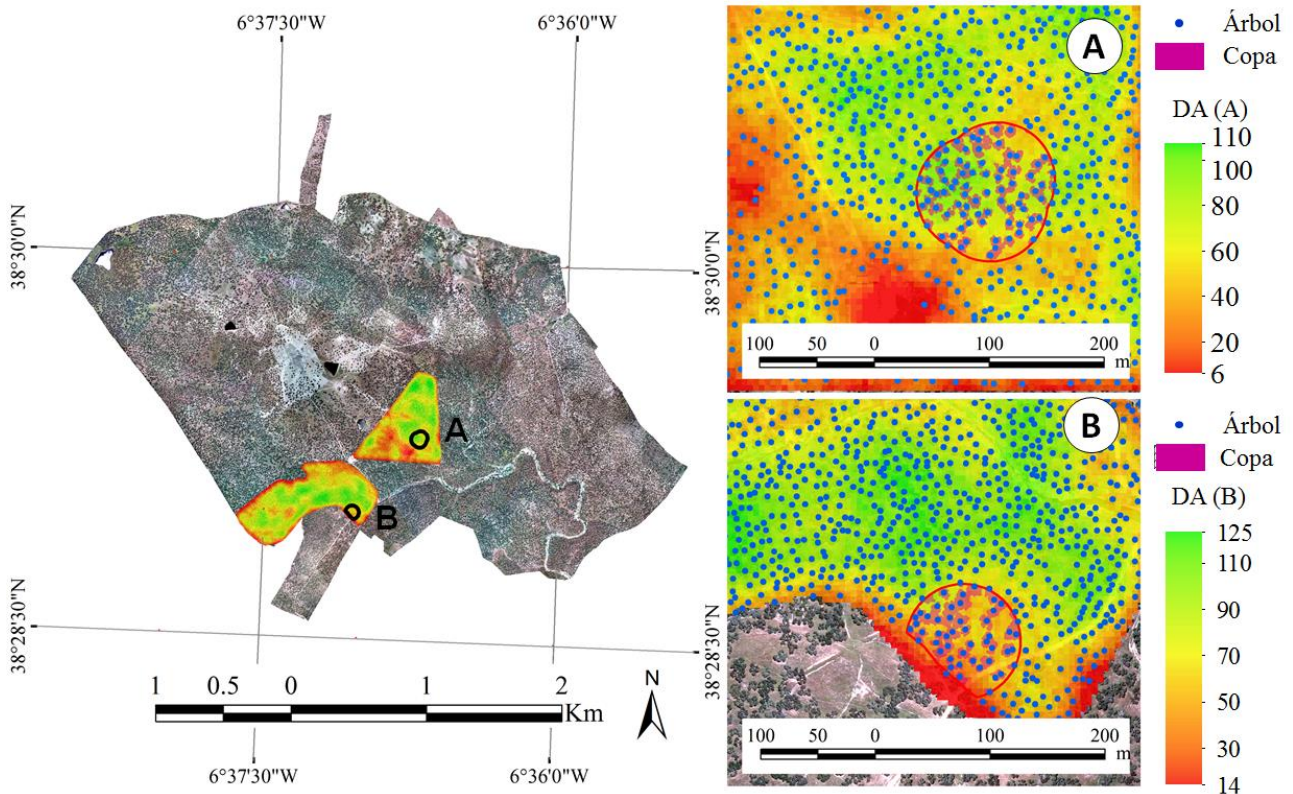 6°37'30"W
6°36'0"W
38°30'0"N
38°30'0"N
38°28'30"N
38°28'30"N
A
B
1 0.5 0 1 2
Km
N
6°37'30"W
6°36'0"W
A
100 50 0 100 200
m
Árbol
Copa
DA (A)
110
100
80
60
40
20
6
B
100 50 0 100 200
m
Árbol
Copa
DA (B)
125
110
90
70
50
30
14